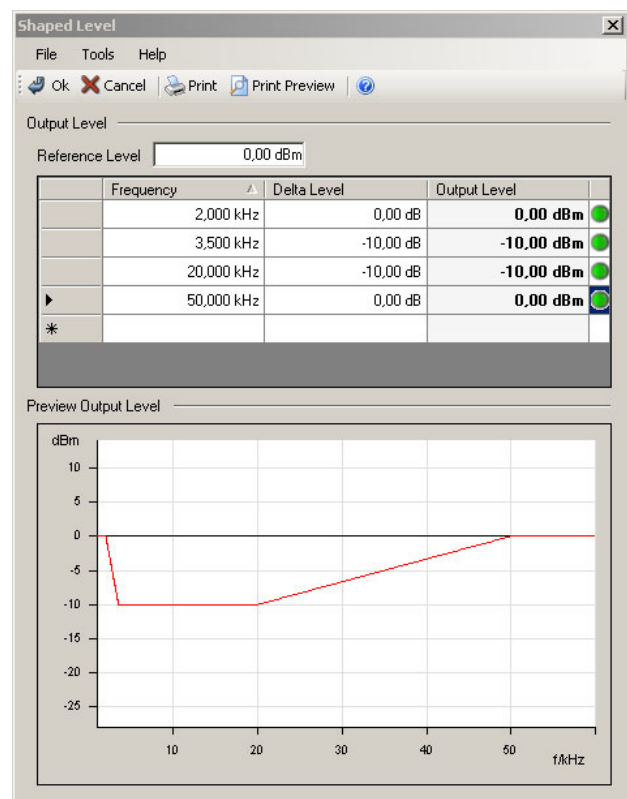 Shaped Level
File Tools Help
Ok Cancel Print Print Preview
Output Level
Reference Level 0,00 dBm
Frequency Delta Level Output Level
2,000 kHz 0,00 dB 0,00 dBm
3,500 kHz -10,00 dB -10,00 dBm
20,000 kHz -10,00 dB -10,00 dBm
50,000 kHz 0,00 dB 0,00 dBm
Preview Output Level
dBm
10
5
0
-5
-10
-15
-20
-25
10 20 30 40 50 f/kHz